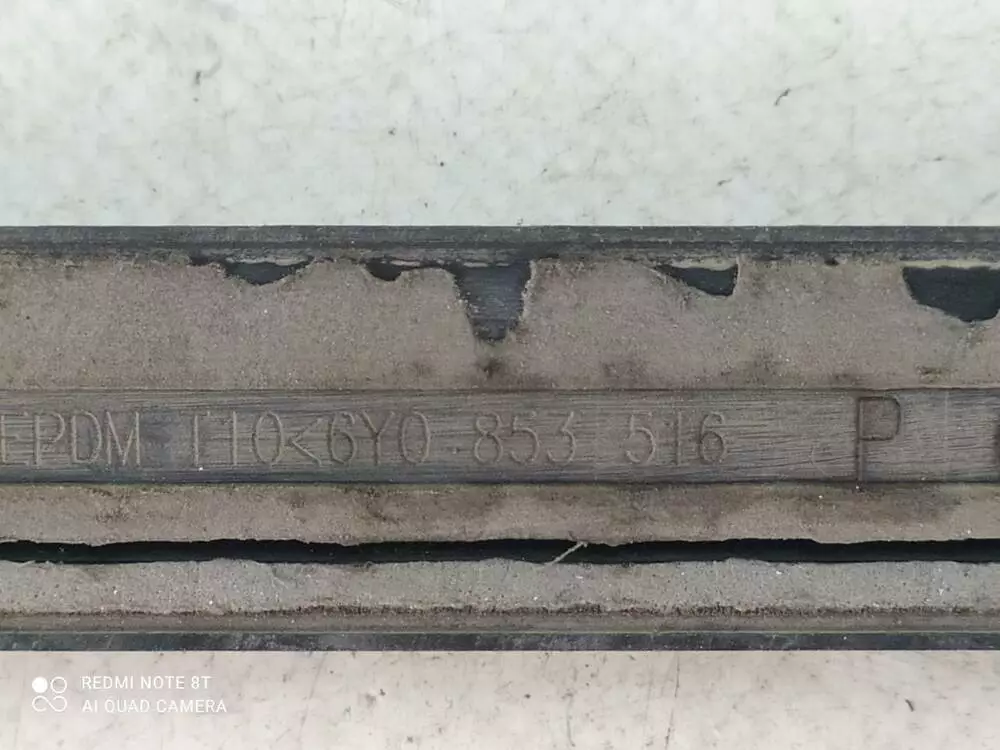 EPDM T10<6Y0 853 516 P
REDMI NOTE 8T
AI QUAD CAMERA